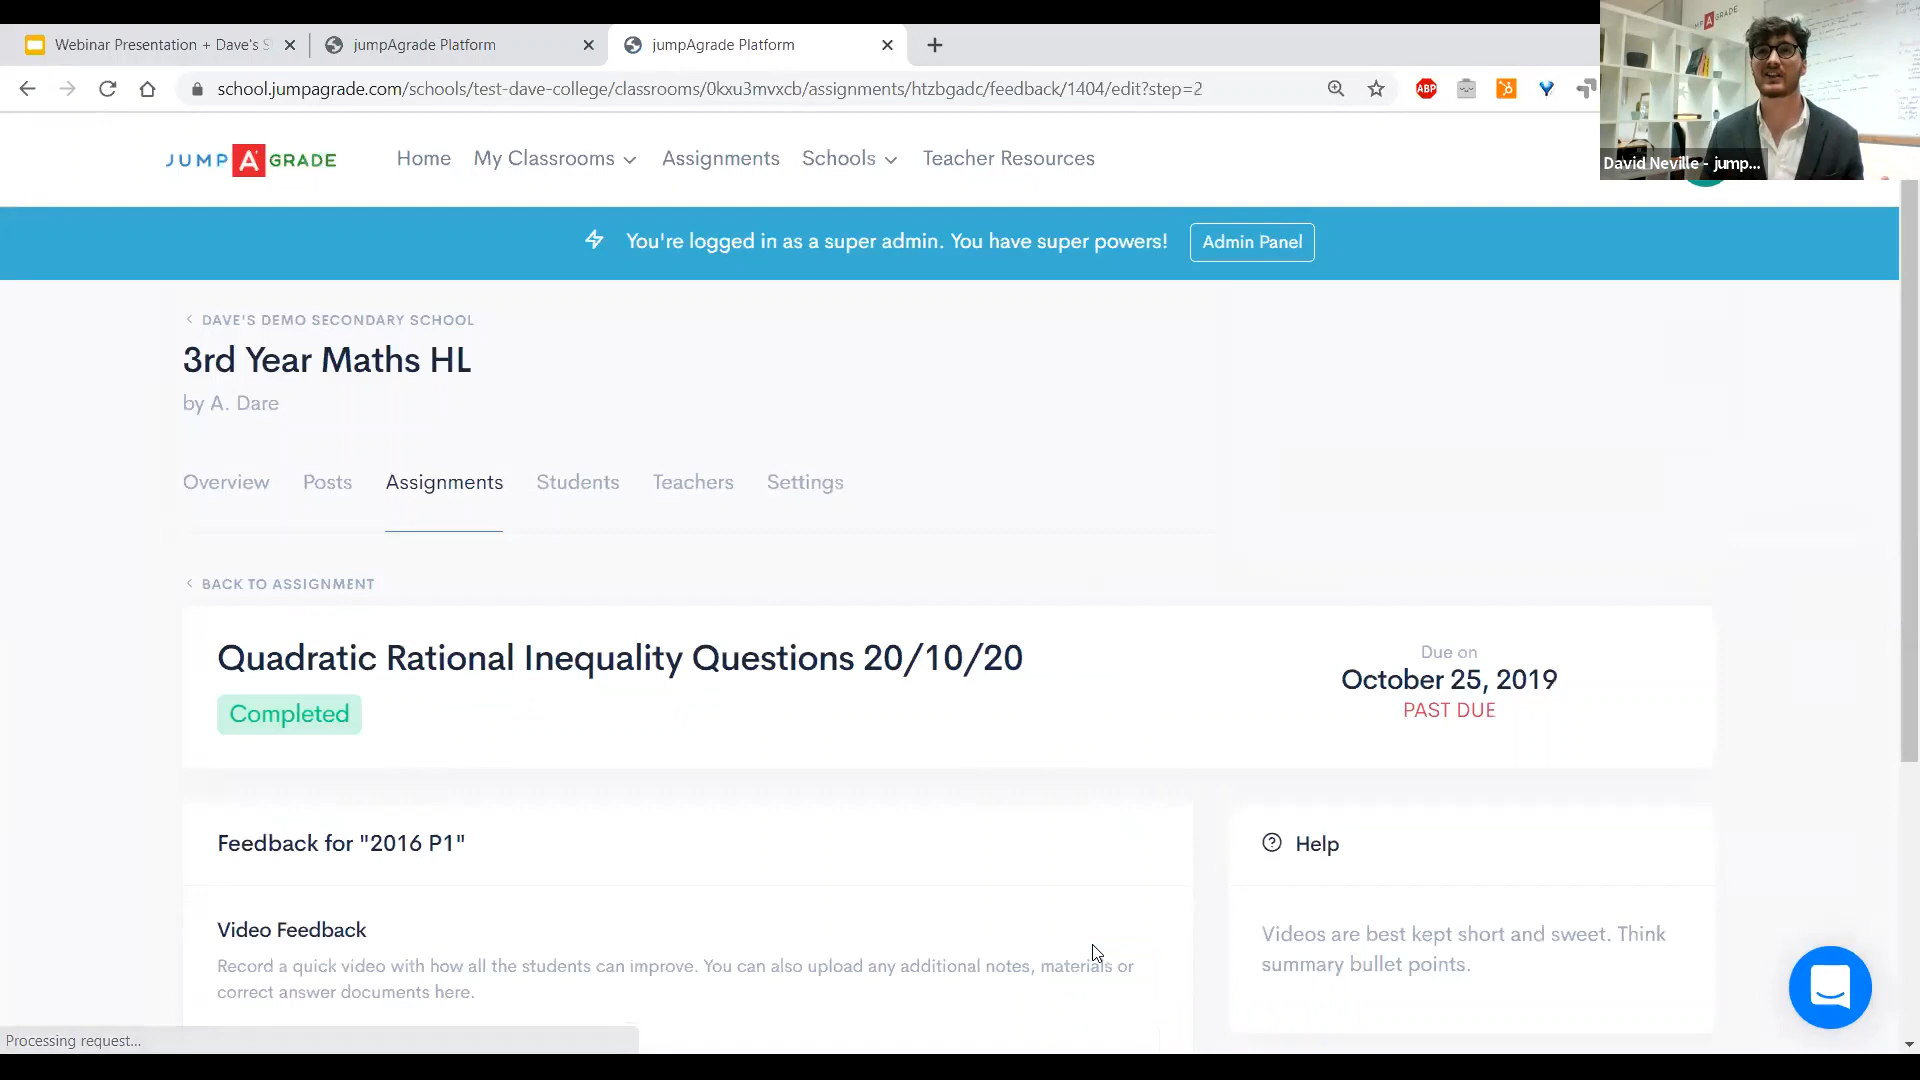 Webinar Presentation + Dave's S
jumpAgrade Platform
jumpAgrade Platform
school.jumpagrade.com/schools/test-dave-college/classrooms/0kxu3mvxcb/assignments/htzbgadc/feedback/1404/edit?step=2
ABP
David Neville - jump...
JUMP A GRADE
Home
My Classrooms
Assignments
Schools
Teacher Resources
You're logged in as a super admin. You have super powers!
Admin Panel
DAVE'S DEMO SECONDARY SCHOOL
3rd Year Maths HL
by A. Dare
Overview
Posts
Assignments
Students
Teachers
Settings
BACK TO ASSIGNMENT
Quadratic Rational Inequality Questions 20/10/20
Completed
Due on
October 25, 2019
PAST DUE
Feedback for "2016 P1"
Help
Video Feedback
Record a quick video with how all the students can improve. You can also upload any additional notes, materials or
correct answer documents here.
Videos are best kept short and sweet. Think
summary bullet points.
Processing request...